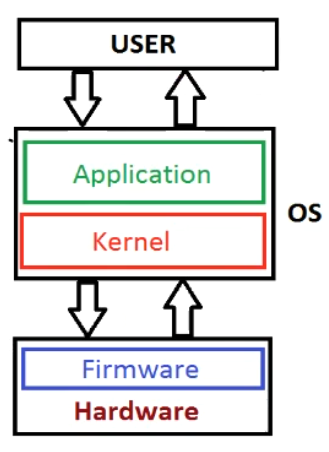 USER
Application
OS
Kernel
Firmware
Hardware